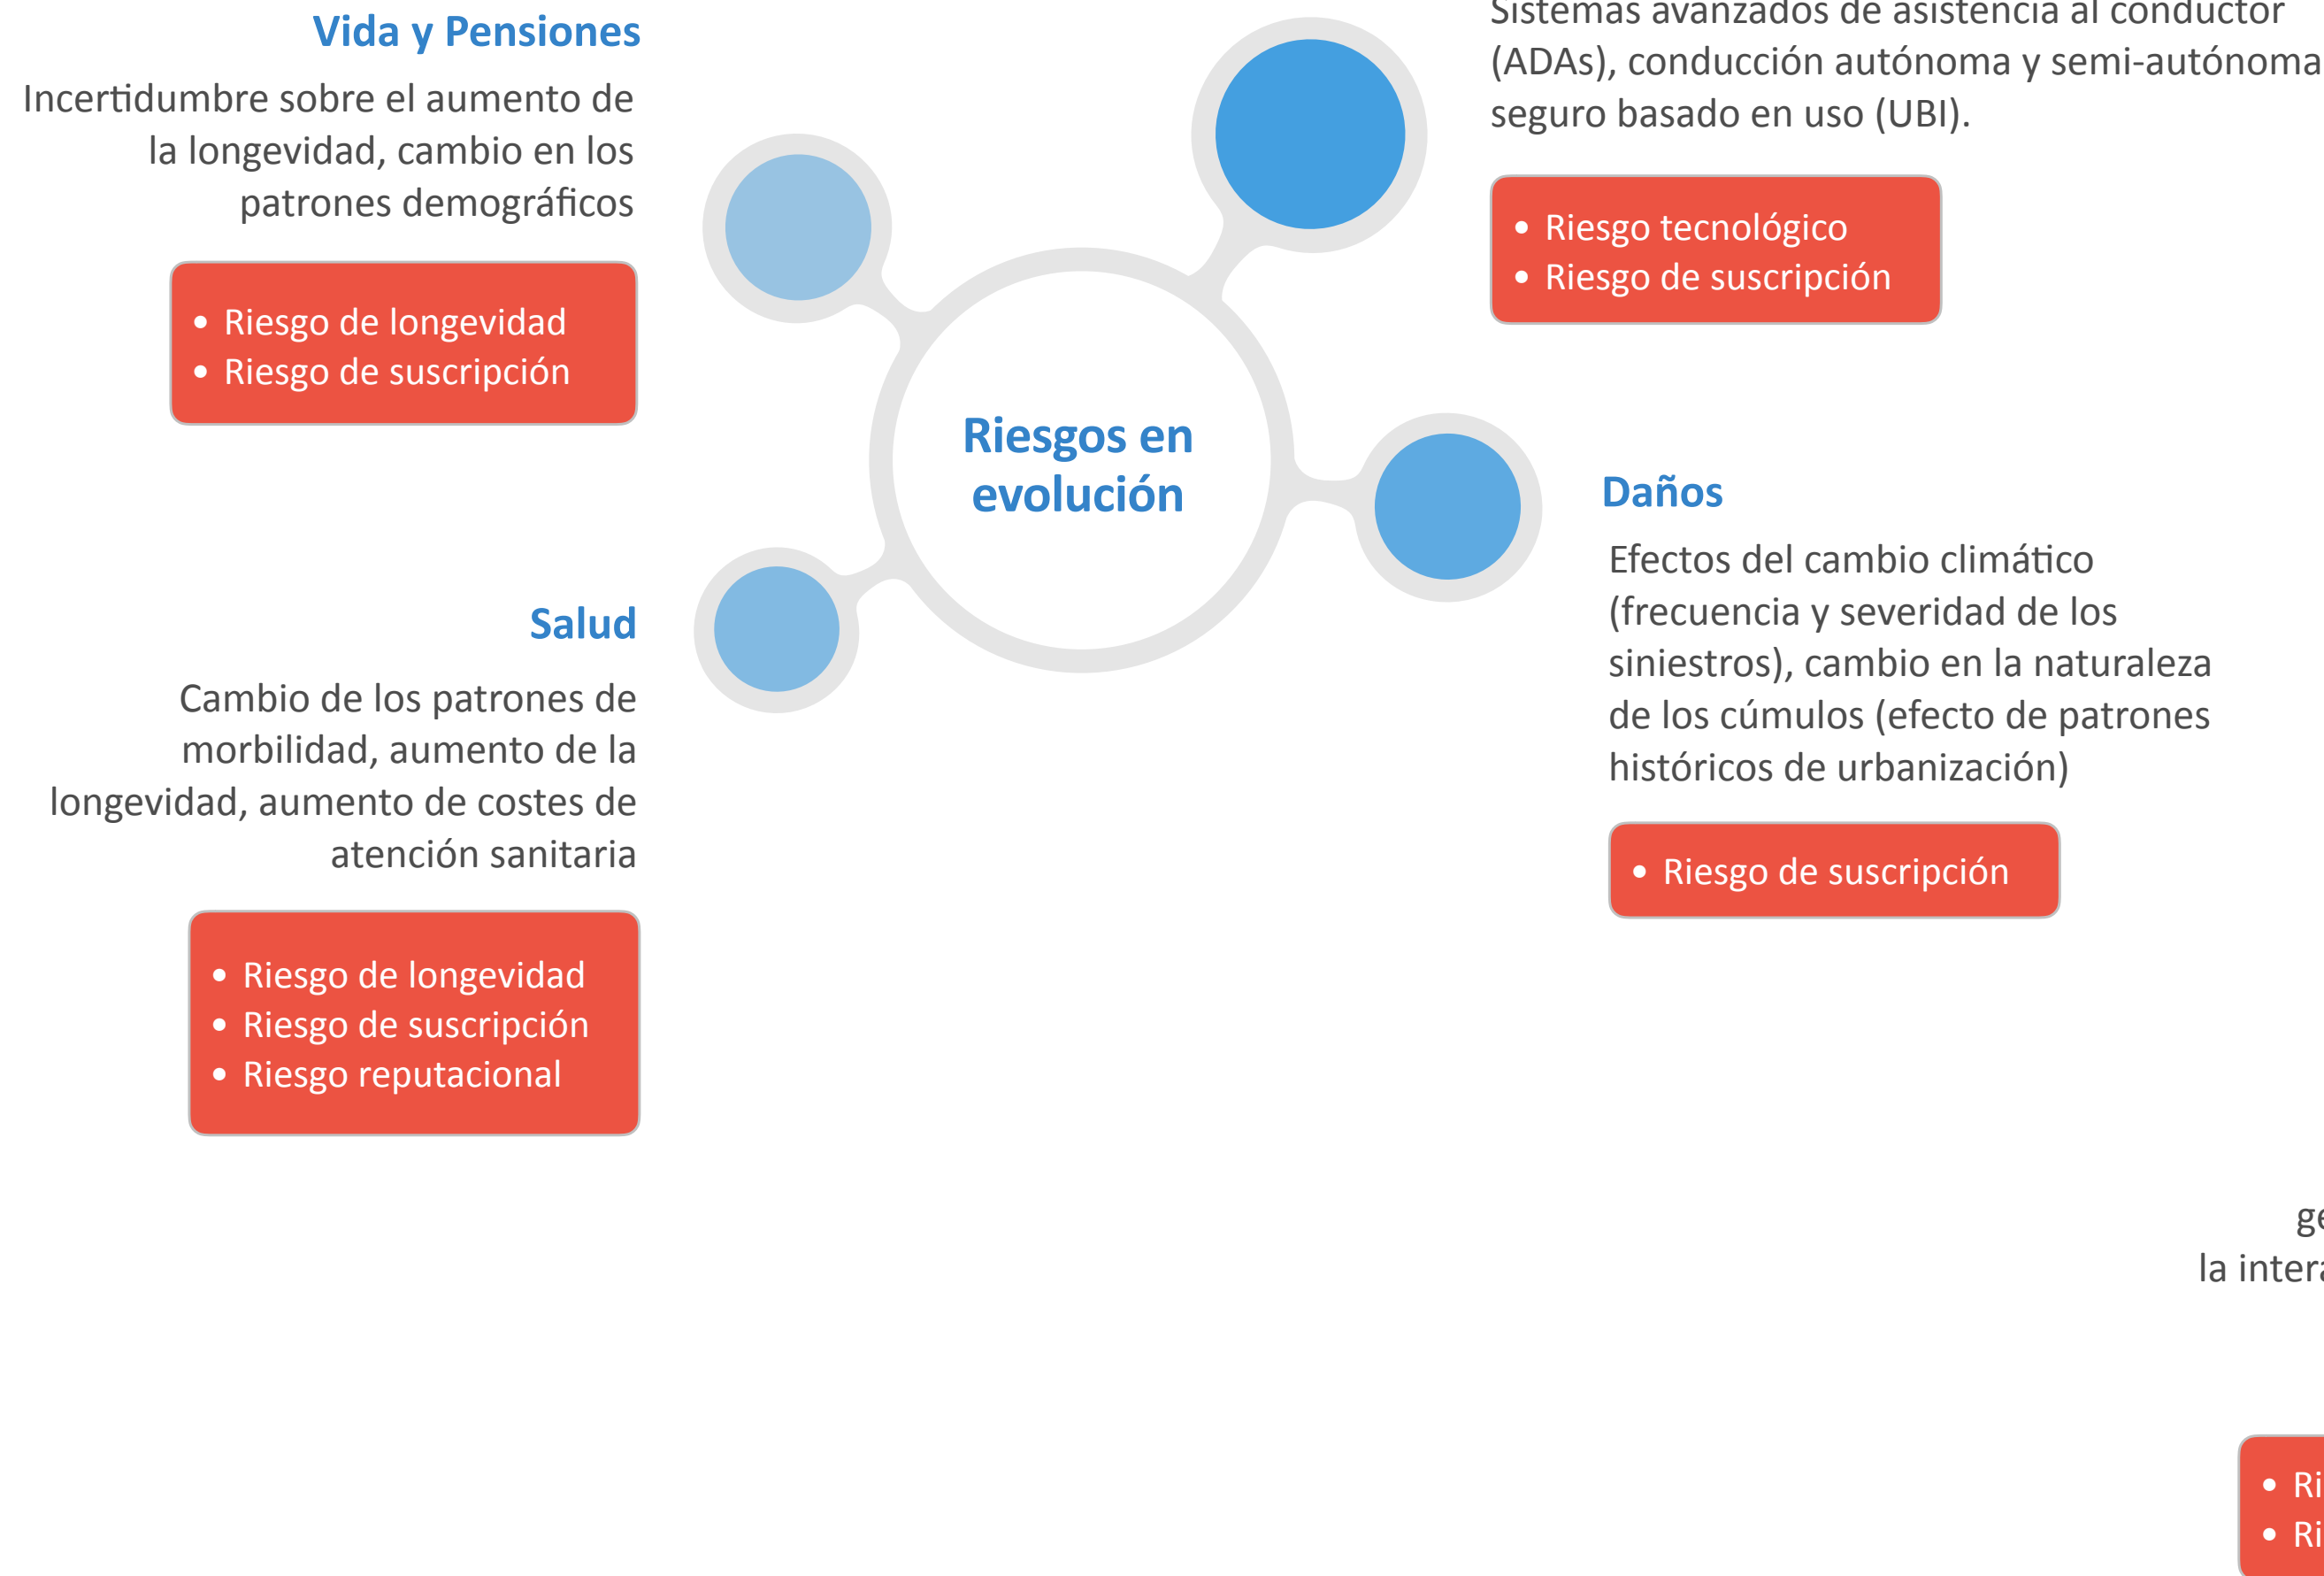 Vida y Pensiones
Incertidumbre sobre el aumento de
la longevidad, cambio en los
patrones demográficos
• Riesgo de longevidad
• Riesgo de suscripción
Sistemas avanzados de asistencia al conductor
(ADAs), conducción autónoma y semi-autónoma
seguro basado en uso (UBI).
• Riesgo tecnológico
• Riesgo de suscripción
Riesgos en
evolución
Daños
Efectos del cambio climático
(frecuencia y severidad de los
siniestros), cambio en la naturaleza
de los cúmulos (efecto de patrones
históricos de urbanización)
• Riesgo de suscripción
Salud
Cambio de los patrones de
morbilidad, aumento de la
longevidad, aumento de costes de
atención sanitaria
• Riesgo de longevidad
• Riesgo de suscripción
• Riesgo reputacional
la